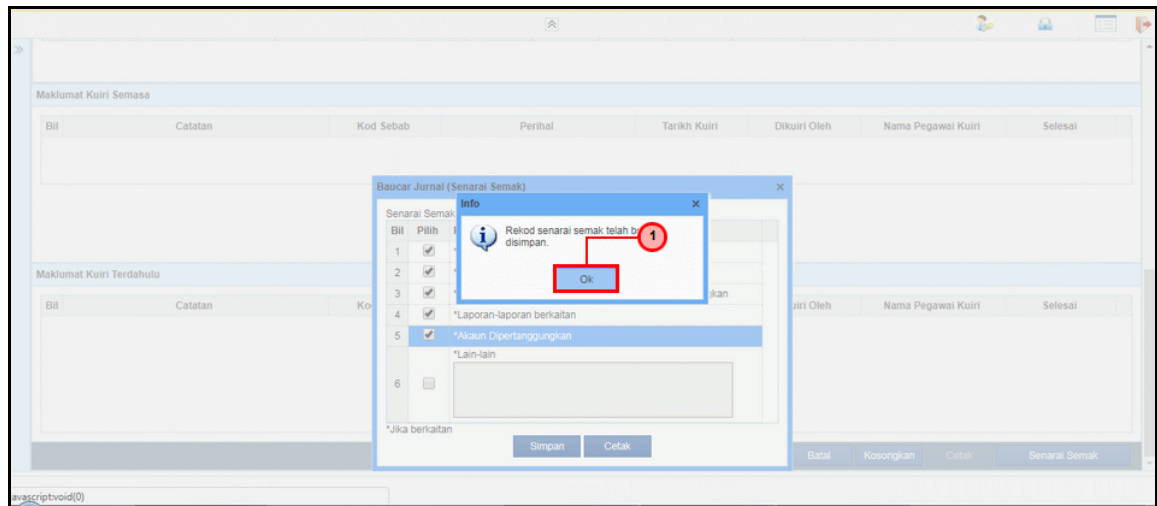 Maklumat Kuiri Semasa
Bil Catatan Kod Sebab Perihal Tarikh Kuiri Dikuiri Oleh Nama Pegawai Kuiri Selesai
Baucar Jurnal (Senarai Semak)
Info
Senarai Semak
Bil Pilih
Rekod senarai semak telah
disimpan.
1
Ok
1
2
3
4 *Laporan-laporan berkaitan
5 *Akaun Dipertanggungkan
*Lain-lain
6
*Jika berkaitan
Simpan Cetak
Maklumat Kuiri Terdahulu
Bil Catatan Oleh Nama Pegawai Kuiri Selesai
Batal Kosongkan Cetak Senarai Semak
avascript:void(0)